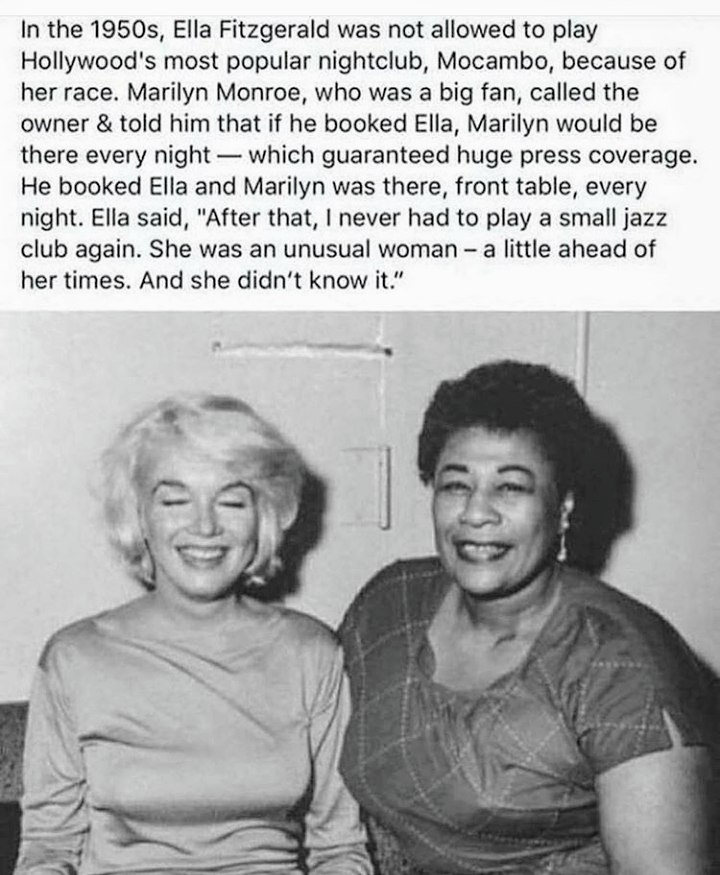 In the 1950s, Ella Fitzgerald was not allowed to play
Hollywood's most popular nightclub, Mocambo, because of
her race. Marilyn Monroe, who was a big fan, called the
owner & told him that if he booked Ella, Marilyn would be
there every night — which guaranteed huge press coverage.
He booked Ella and Marilyn was there, front table, every
night. Ella said, "After that, I never had to play a small jazz
club again. She was an unusual woman – a little ahead of
her times. And she didn't know it."